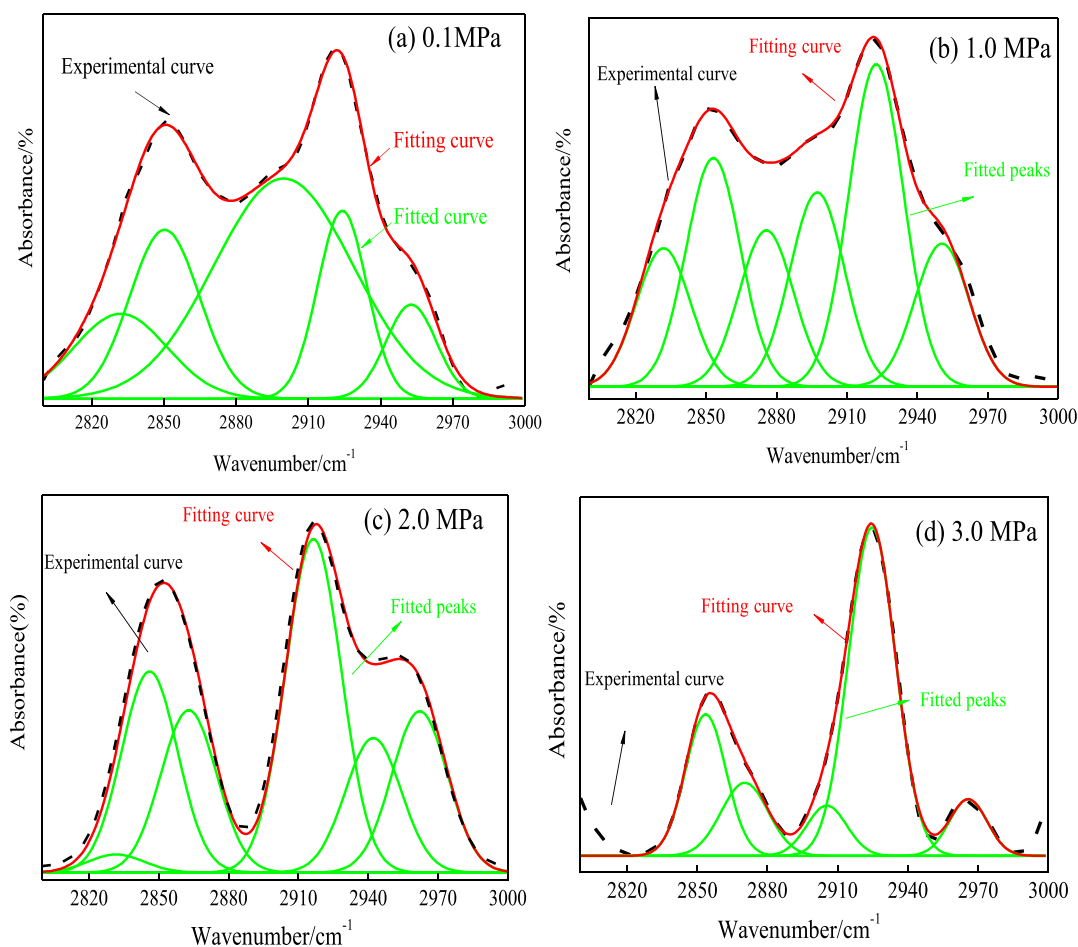 (a) 0.1MPa
Experimental curve
Fitting curve
Fitted curve
Absorbance/%
2820 2850 2880 2910 2940 2970 3000
Wavenumber/cm⁻¹
(b) 1.0 MPa
Fitting curve
Experimental curve
Fitted peaks
Absorbance/%
2820 2850 2880 2910 2940 2970 3000
Wavenumber/cm⁻¹
(c) 2.0 MPa
Fitting curve
Experimental curve
Fitted peaks
Absorbance(%)
2820 2850 2880 2910 2940 2970 3000
Wavenumber/cm⁻¹
(d) 3.0 MPa
Fitting curve
Experimental curve
Fitted peaks
Absorbance/%
2820 2850 2880 2910 2940 2970 3000
Wavenumber/cm⁻¹